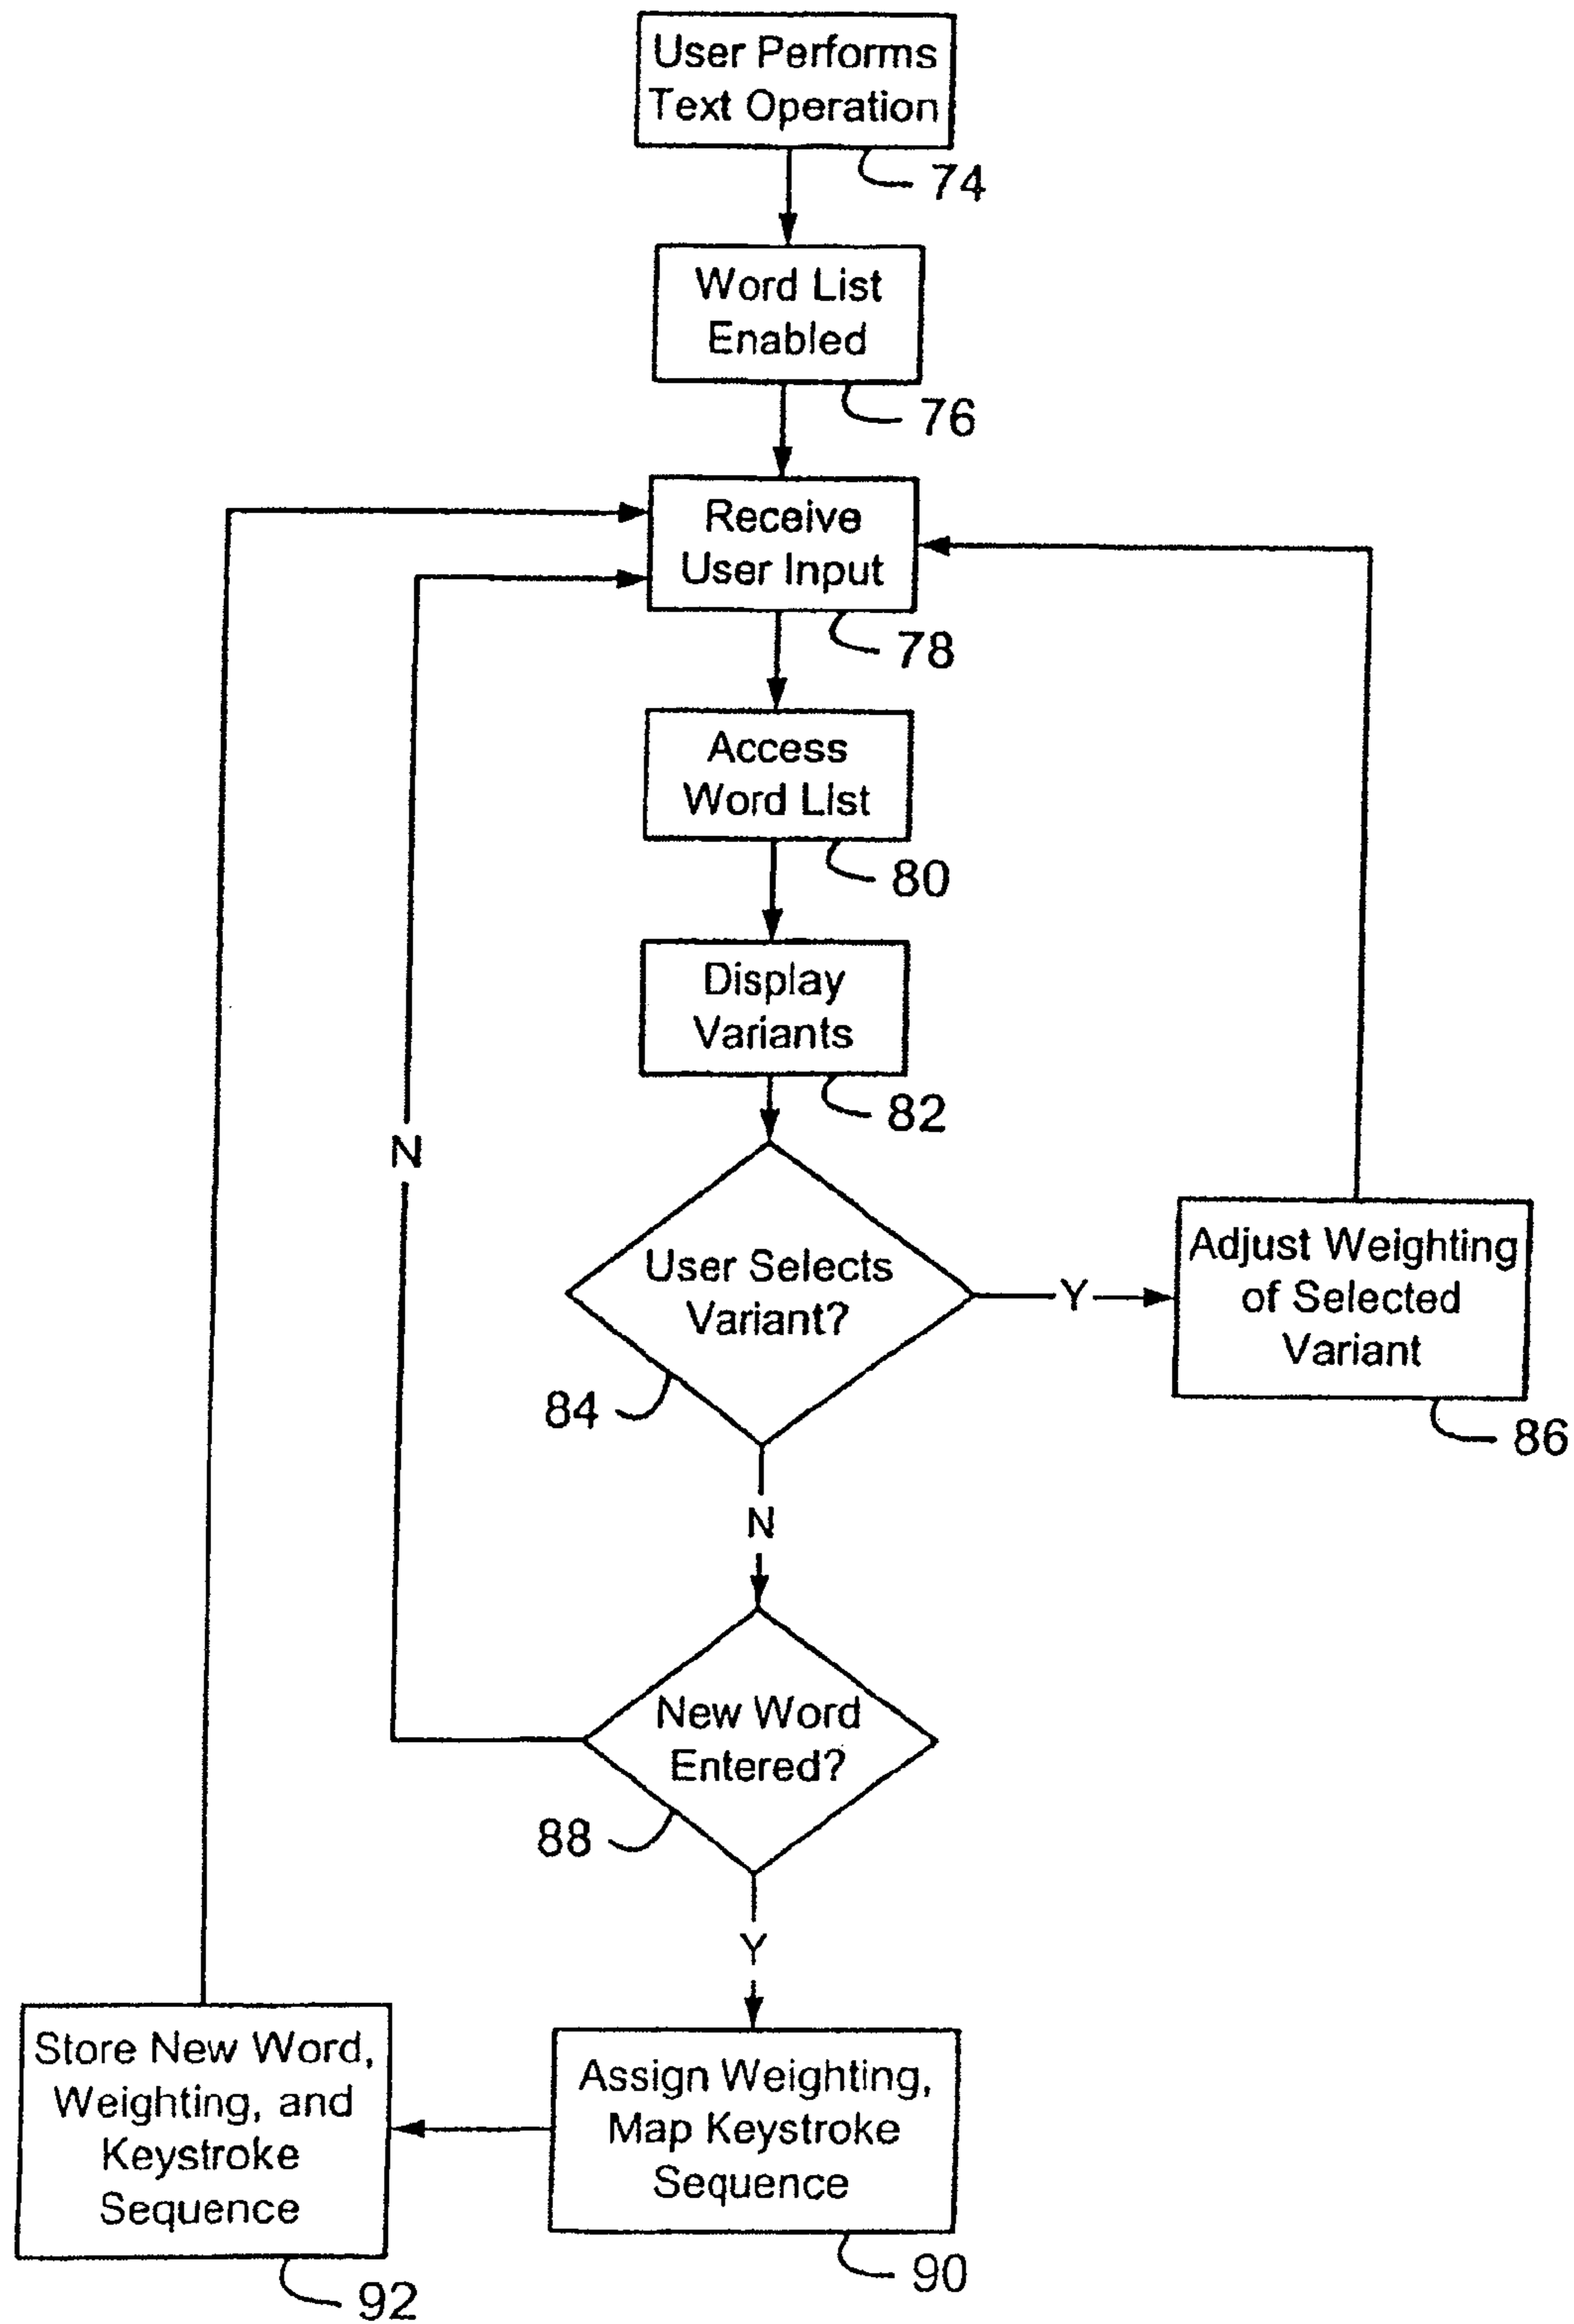 User Performs
Text Operation
74
Word List
Enabled
76
Receive
User Input
78
Access
Word List
80
Display
Variants
82
N
User Selects
Variant?
Y
Adjust Weighting
of Selected
Variant
84
86
N
New Word
Entered?
88
Y
Store New Word,
Weighting, and
Keystroke
Sequence
Assign Weighting,
Map Keystroke
Sequence
90
92